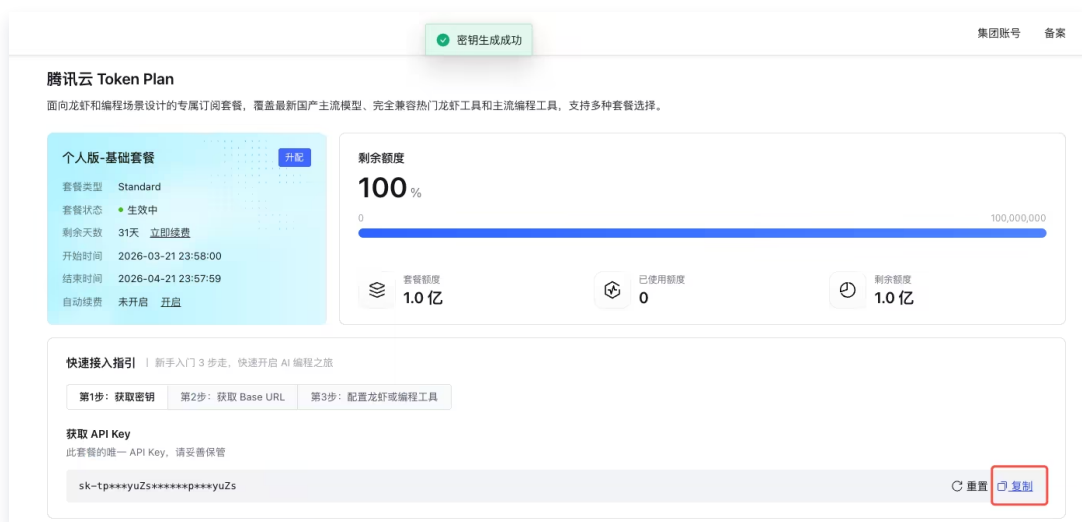 密钥生成成功
集团账号 备案
腾讯云 Token Plan
面向龙虾和编程场景设计的专属订阅套餐，覆盖最新国产主流模型、完全兼容热门龙虾工具和主流编程工具，支持多种套餐选择。
个人版-基础套餐 升配
套餐类型 Standard
套餐状态 生效中
剩余天数 31天 立即续费
开始时间 2026-03-21 23:58:00
结束时间 2026-04-21 23:57:59
自动续费 未开启 开启
剩余额度
100 %
0 100,000,000
套餐额度
1.0 亿
已使用额度
0
剩余额度
1.0 亿
快速接入指引 | 新手入门 3 步走，快速开启 AI 编程之旅
第1步：获取密钥 第2步：获取 Base URL 第3步：配置龙虾或编程工具
获取 API Key
此套餐的唯一 API Key，请妥善保管
sk-tp***yuZs******p***yuZs 重置 复制